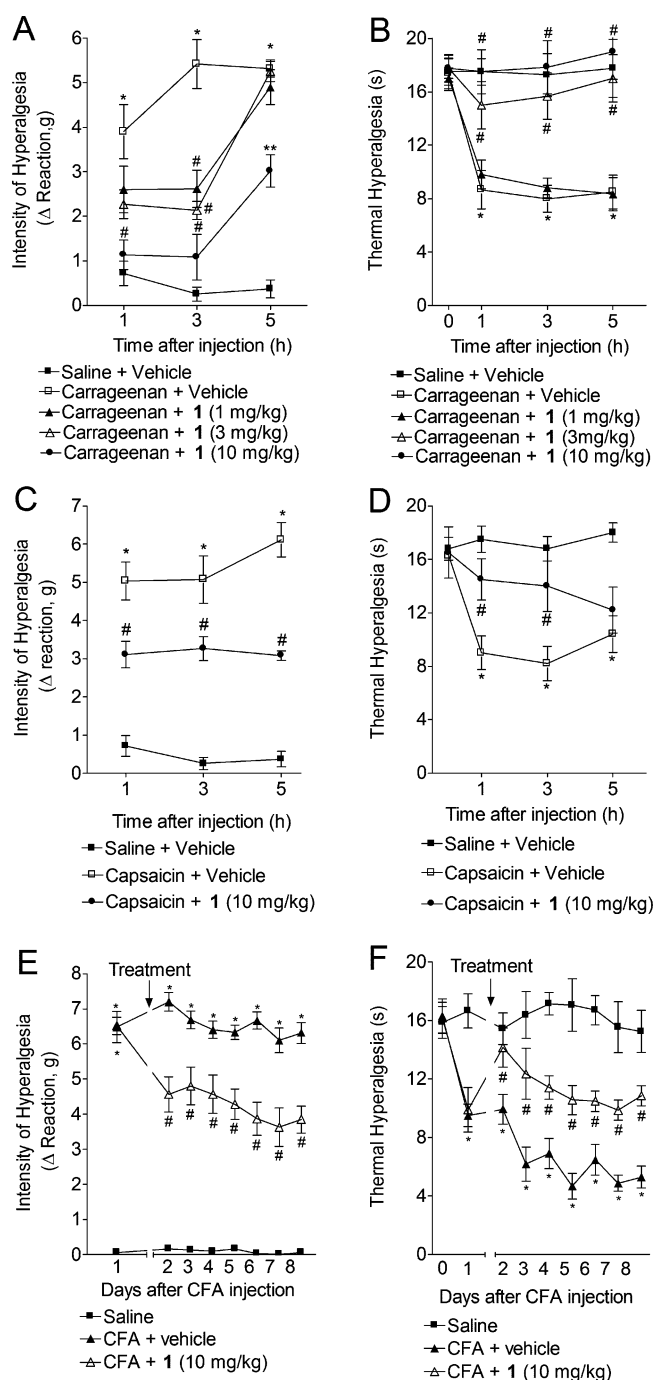 A
Intensity of Hyperalgesia
(Δ Reaction,g)
6
5
4
3
2
1
0
* * *
# # # # **
1 3 5
Time after injection (h)
Saline + Vehicle
Carrageenan + Vehicle
Carrageenan + 1 (1 mg/kg)
Carrageenan + 1 (3 mg/kg)
Carrageenan + 1 (10 mg/kg)
B
Thermal Hyperalgesia (s)
20
16
12
8
4
0
# # #
# # #
* * *
0 1 3 5
Time after injection (h)
Saline + Vehicle
Carrageenan + Vehicle
Carrageenan + 1 (1 mg/kg)
Carrageenan + 1 (3mg/kg)
Carrageenan + 1 (10 mg/kg)
C
Intensity of Hyperalgesia
(Δ reaction, g)
7
6
5
4
3
2
1
0
* * *
# # #
1 3 5
Time after injection (h)
Saline + Vehicle
Capsaicin + Vehicle
Capsaicin + 1 (10 mg/kg)
D
Thermal Hyperalgesia (s)
20
16
12
8
4
0
# #
* * *
1 3 5
Time after injection (h)
Saline + Vehicle
Capsaicin + Vehicle
Capsaicin + 1 (10 mg/kg)
E
Treatment
Intensity of Hyperalgesia
(Δ Reaction, g)
8
7
6
5
4
3
2
1
0
* * * * * * * *
*
# # # # # # #
1 2 3 4 5 6 7 8
Days after CFA injection
Saline
CFA + vehicle
CFA + 1 (10 mg/kg)
F
Treatment
Thermal Hyperalgesia (s)
20
16
12
8
4
0
# # # # # # #
* * * * * * * *
0 1 2 3 4 5 6 7 8
Days after CFA injection
Saline
CFA + vehicle
CFA + 1 (10 mg/kg)